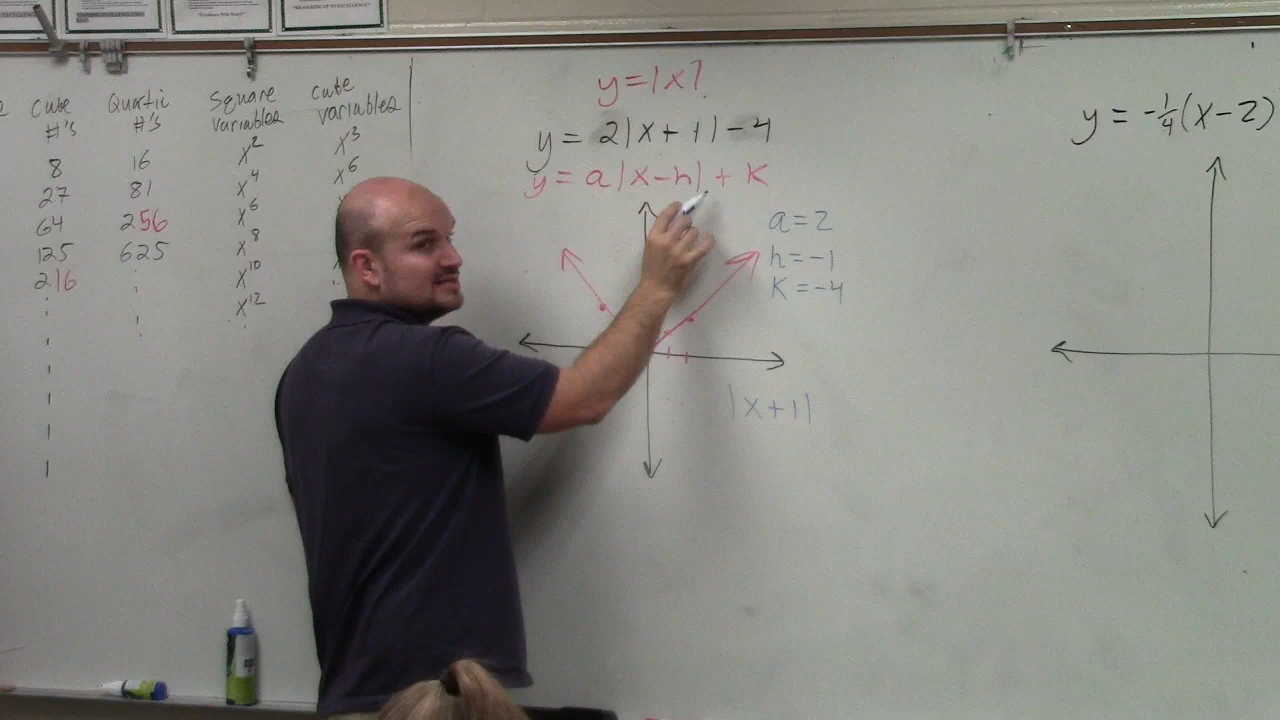 Cube #'s
8
27
64
125
216
Quartic #'s
16
81
256
625
Square variables
x²
x⁴
x⁶
x⁸
x¹⁰
x¹²
cube variables
x³
x⁶
y = |x|
y = 2|x+1| - 4
y = a|x-h| + k
a = 2
h = -1
k = -4
|x+1|
y = -1/4(x-2)